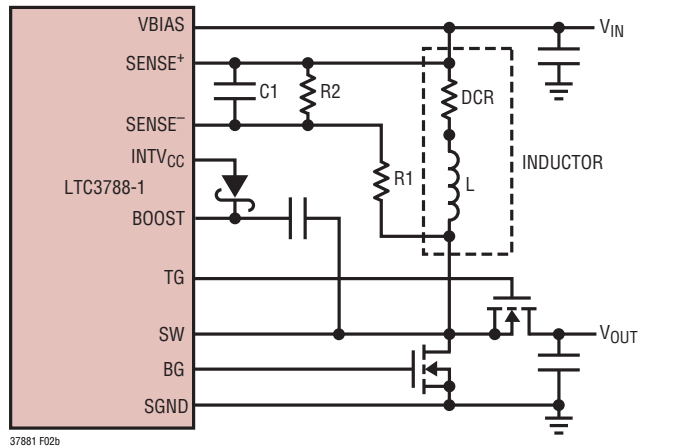 VBIAS
V_IN
SENSE⁺
C1
R2
DCR
SENSE⁻
INTV_CC
INDUCTOR
LTC3788-1
R1
L
BOOST
TG
SW
V_OUT
BG
SGND
37881 F02b